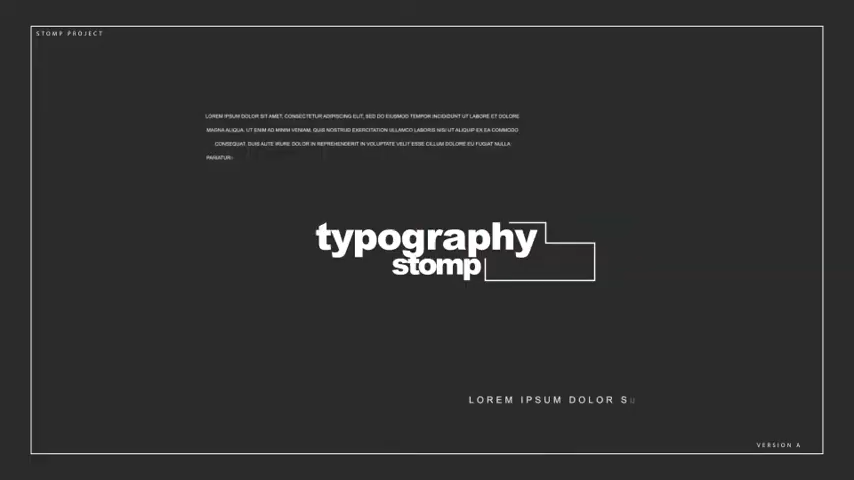 STOMP PROJECT
LOREM IPSUM DOLOR SIT AMET, CONSECTETUR ADIPISCING ELIT, SED DO EIUSMOD TEMPOR INCIDIDUNT UT LABORE ET DOLORE
MAGNA ALIQUA. UT ENIM AD MINIM VENIAM, QUIS NOSTRUD EXERCITATION ULLAMCO LABORIS NISI UT ALIQUIP EX EA COMMODO
CONSEQUAT. DUIS AUTE IRURE DOLOR IN REPREHENDERIT IN VOLUPTATE VELIT ESSE CILLUM DOLORE EU FUGIAT NULLA
PARIATUR
typography
stomp
LOREM IPSUM DOLOR SU
VERSION A